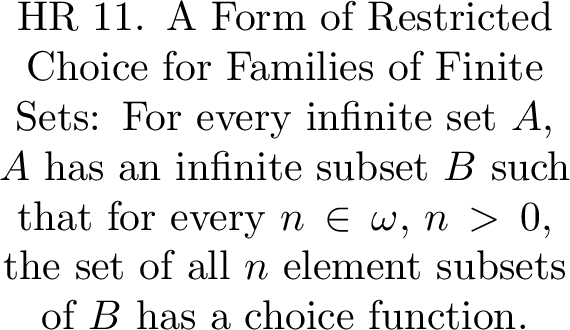 HR 11. A Form of Restricted
Choice for Families of Finite
Sets: For every infinite set A,
A has an infinite subset B such
that for every n ∈ ω, n > 0,
the set of all n element subsets
of B has a choice function.